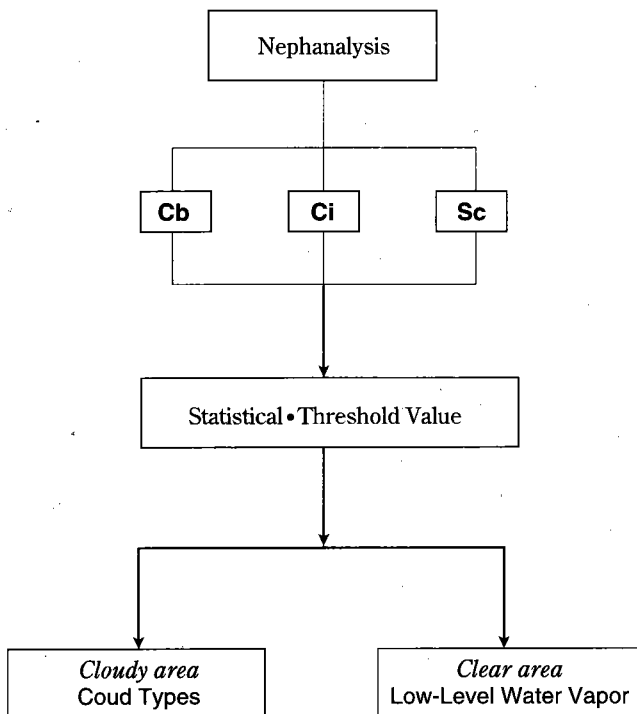 Nephanalysis
Cb
Ci
Sc
Statistical•Threshold Value
Cloudy area
Coud Types
Clear area
Low-Level Water Vapor